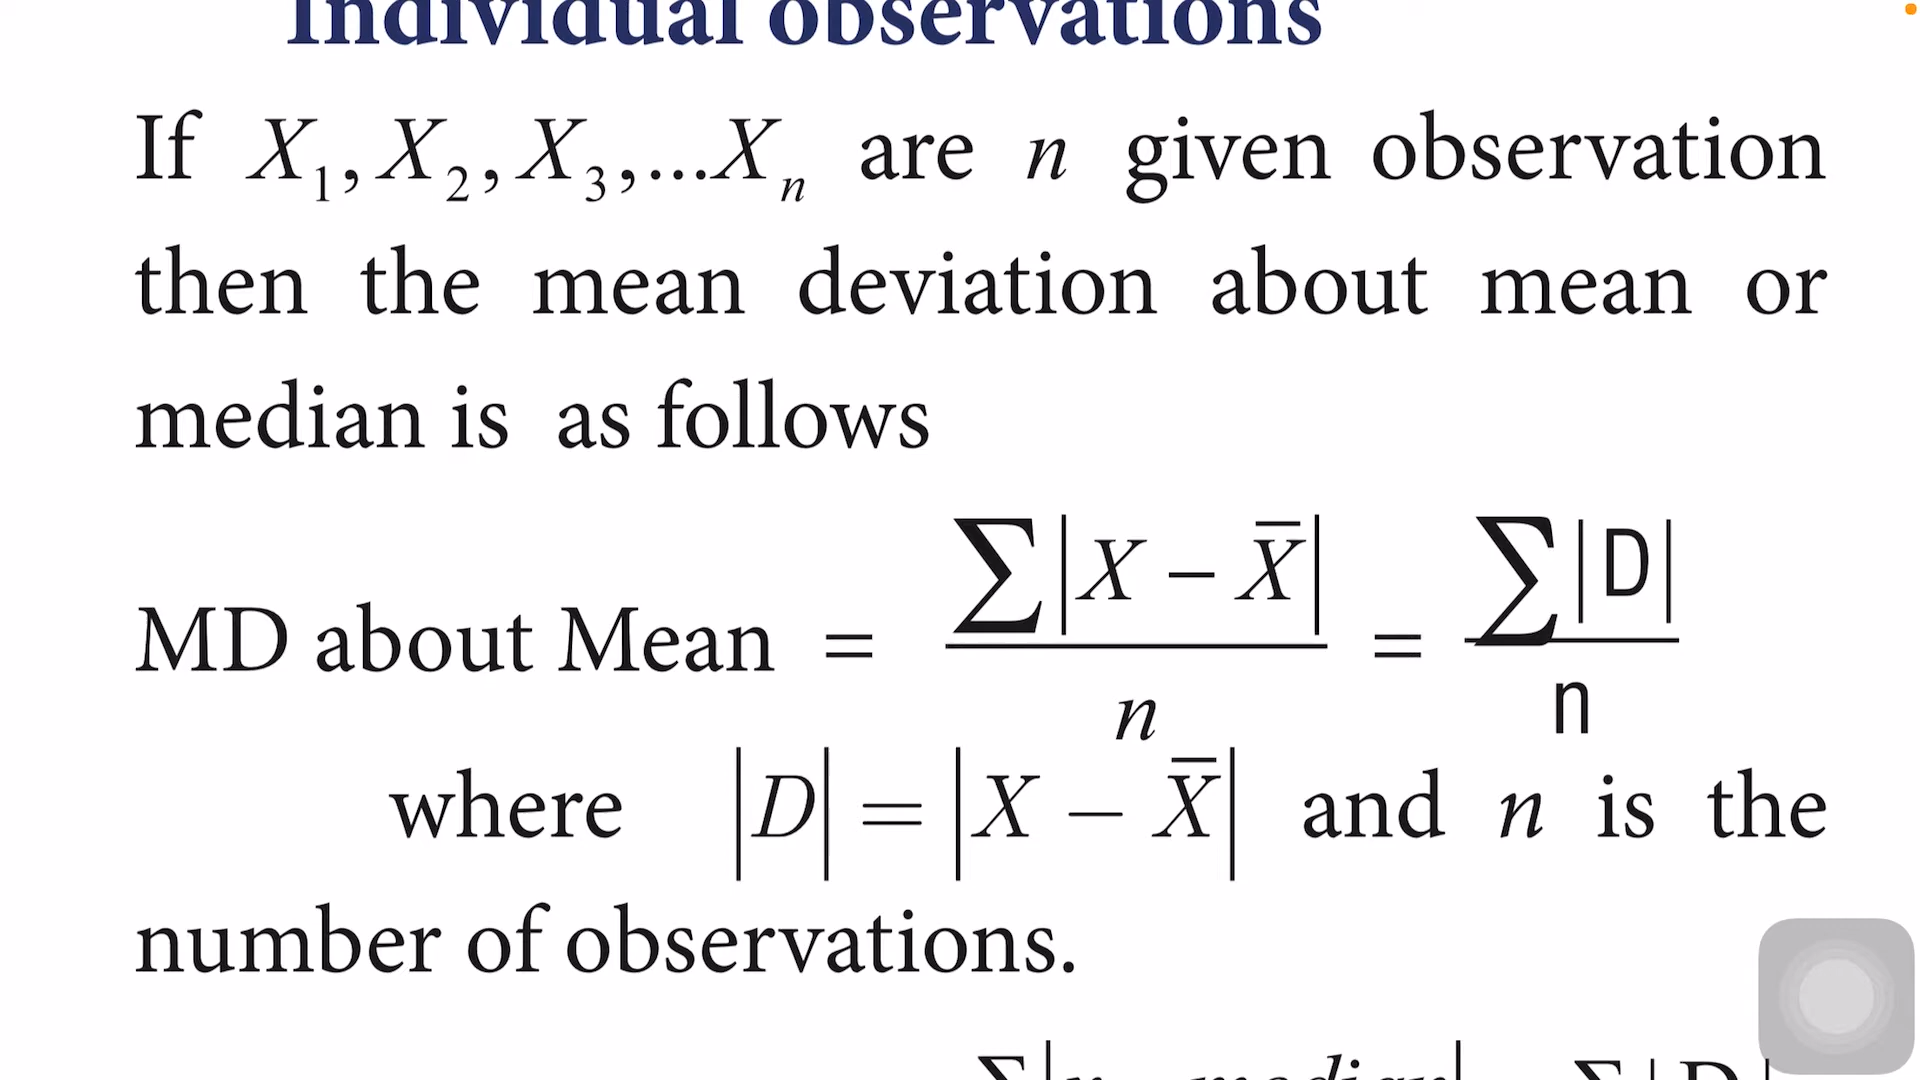 Individual observations
If X₁, X₂, X₃,...Xₙ are n given observation
then the mean deviation about mean or
median is as follows
MD about Mean = ∑|X – X̅| / n = ∑|D| / n
where |D| = |X – X̅| and n is the
number of observations.